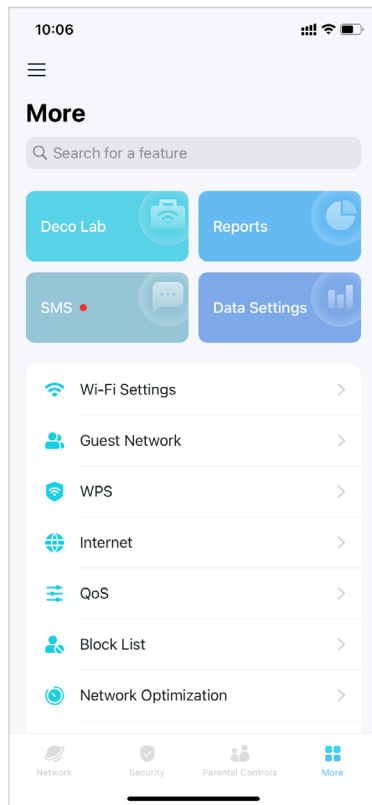 10:06
More
Search for a feature
Deco Lab
Reports
SMS
Data Settings
Wi-Fi Settings
Guest Network
WPS
Internet
QoS
Block List
Network Optimization
Network Security Parental Controls More